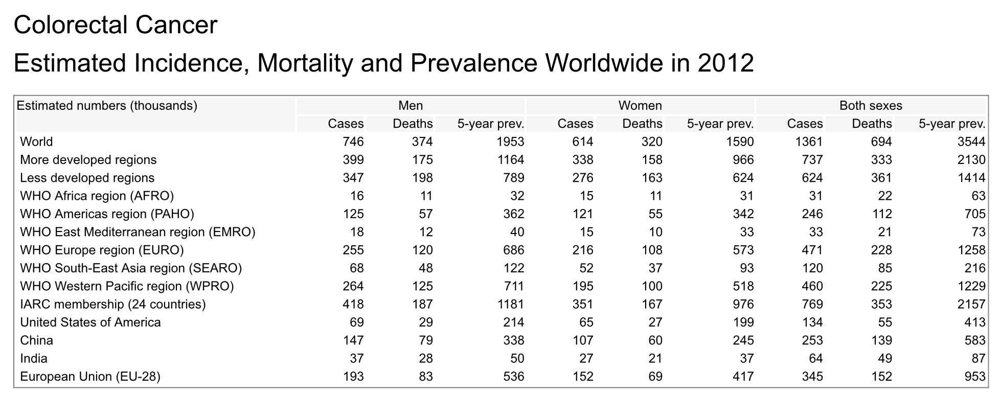 Colorectal Cancer
Estimated Incidence, Mortality and Prevalence Worldwide in 2012
Estimated numbers (thousands) Men Women Both sexes
Cases Deaths 5-year prev. Cases Deaths 5-year prev. Cases Deaths 5-year prev.
World 746 374 1953 614 320 1590 1361 694 3544
More developed regions 399 175 1164 338 158 966 737 333 2130
Less developed regions 347 198 789 276 163 624 624 361 1414
WHO Africa region (AFRO) 16 11 32 15 11 31 31 22 63
WHO Americas region (PAHO) 125 57 362 121 55 342 246 112 705
WHO East Mediterranean region (EMRO) 18 12 40 15 10 33 33 21 73
WHO Europe region (EURO) 255 120 686 216 108 573 471 228 1258
WHO South-East Asia region (SEARO) 68 48 122 52 37 93 120 85 216
WHO Western Pacific region (WPRO) 264 125 711 195 100 518 460 225 1229
IARC membership (24 countries) 418 187 1181 351 167 976 769 353 2157
United States of America 69 29 214 65 27 199 134 55 413
China 147 79 338 107 60 245 253 139 583
India 37 28 50 27 21 37 64 49 87
European Union (EU-28) 193 83 536 152 69 417 345 152 953